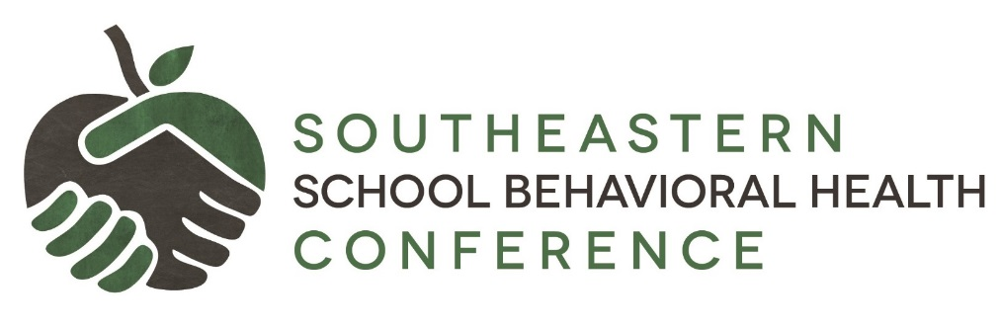 SOUTHEASTERN
SCHOOL BEHAVIORAL HEALTH
CONFERENCE